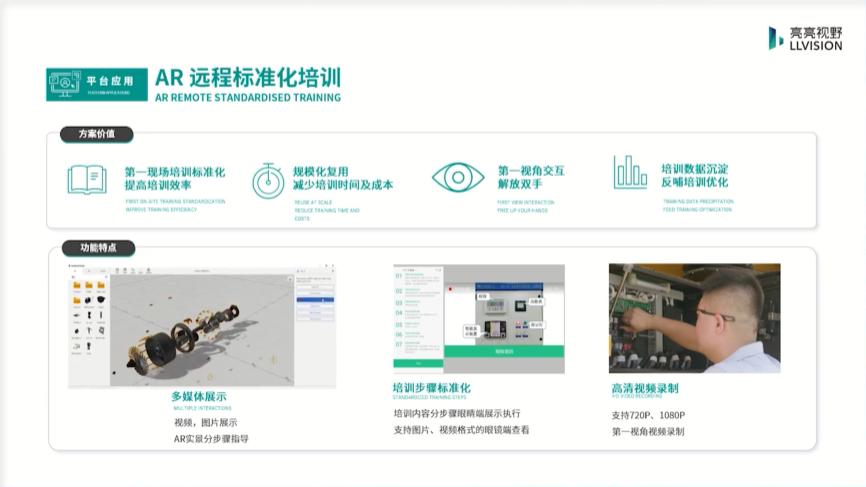 亮亮视野
LLVISION
平台应用
PLATFORM APPLICATIONS
AR 远程标准化培训
AR REMOTE STANDARDISED TRAINING
方案价值
第一现场培训标准化
提高培训效率
FIRST ON-SITE TRAINING STANDARDIZATION
IMPROVE TRAINING EFFICIENCY
规模化复用
减少培训时间及成本
REUSE AT SCALE
REDUCE TRAINING TIME AND
COSTS
第一视角交互
解放双手
FIRST VIEW INTERACTION
FREE UP YOUR HANDS
培训数据沉淀
反哺培训优化
TRAINING DATA PRECIPITATION
FEED TRAINING OPTIMIZATION
功能特点
01
02
03
04
05
06
07
多媒体展示
MULTIPLE INTERACTIONS
视频，图片展示
AR实景分步骤指导
培训步骤标准化
STANDARDIZED TRAINING STEPS
培训内容分步骤眼睛端展示执行
支持图片、视频格式的眼镜端查看
高清视频录制
HD VIDEO RECORDING
支持720P、1080P
第一视角视频录制